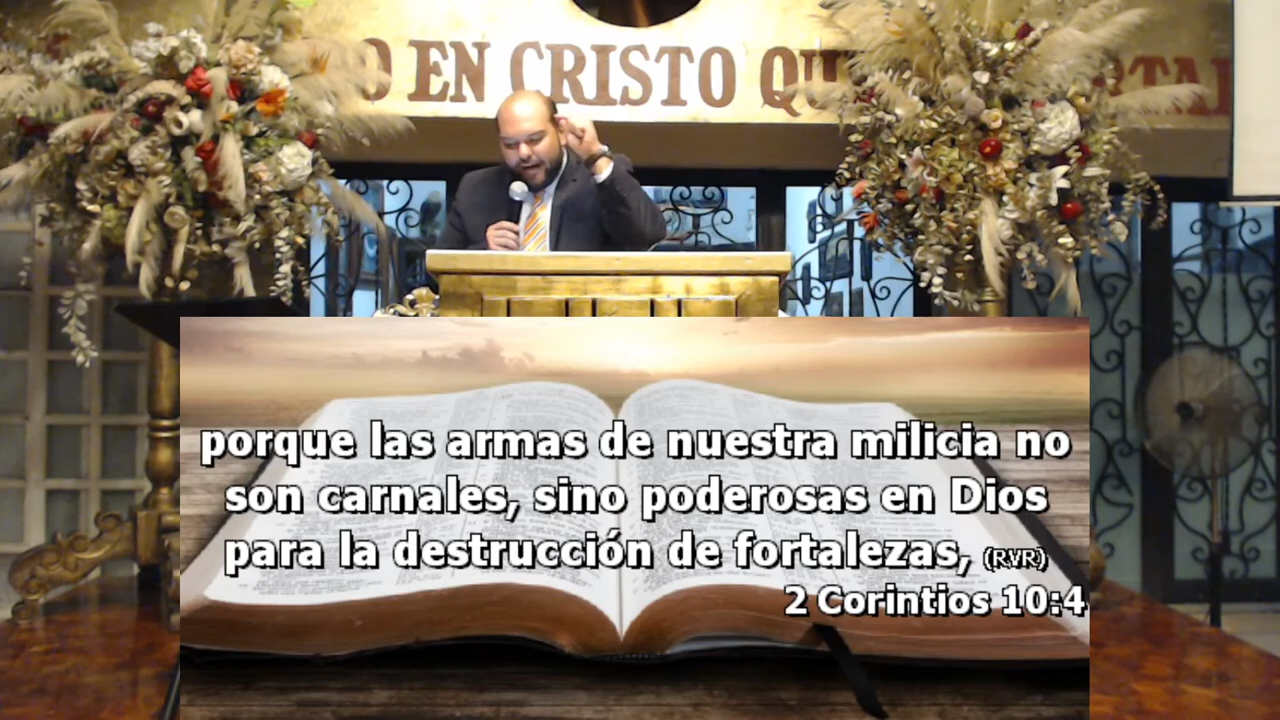 EN CRISTO
porque las armas de nuestra milicia no
son carnales, sino poderosas en Dios
para la destrucción de fortalezas, (RVR)
2 Corintios 10:4